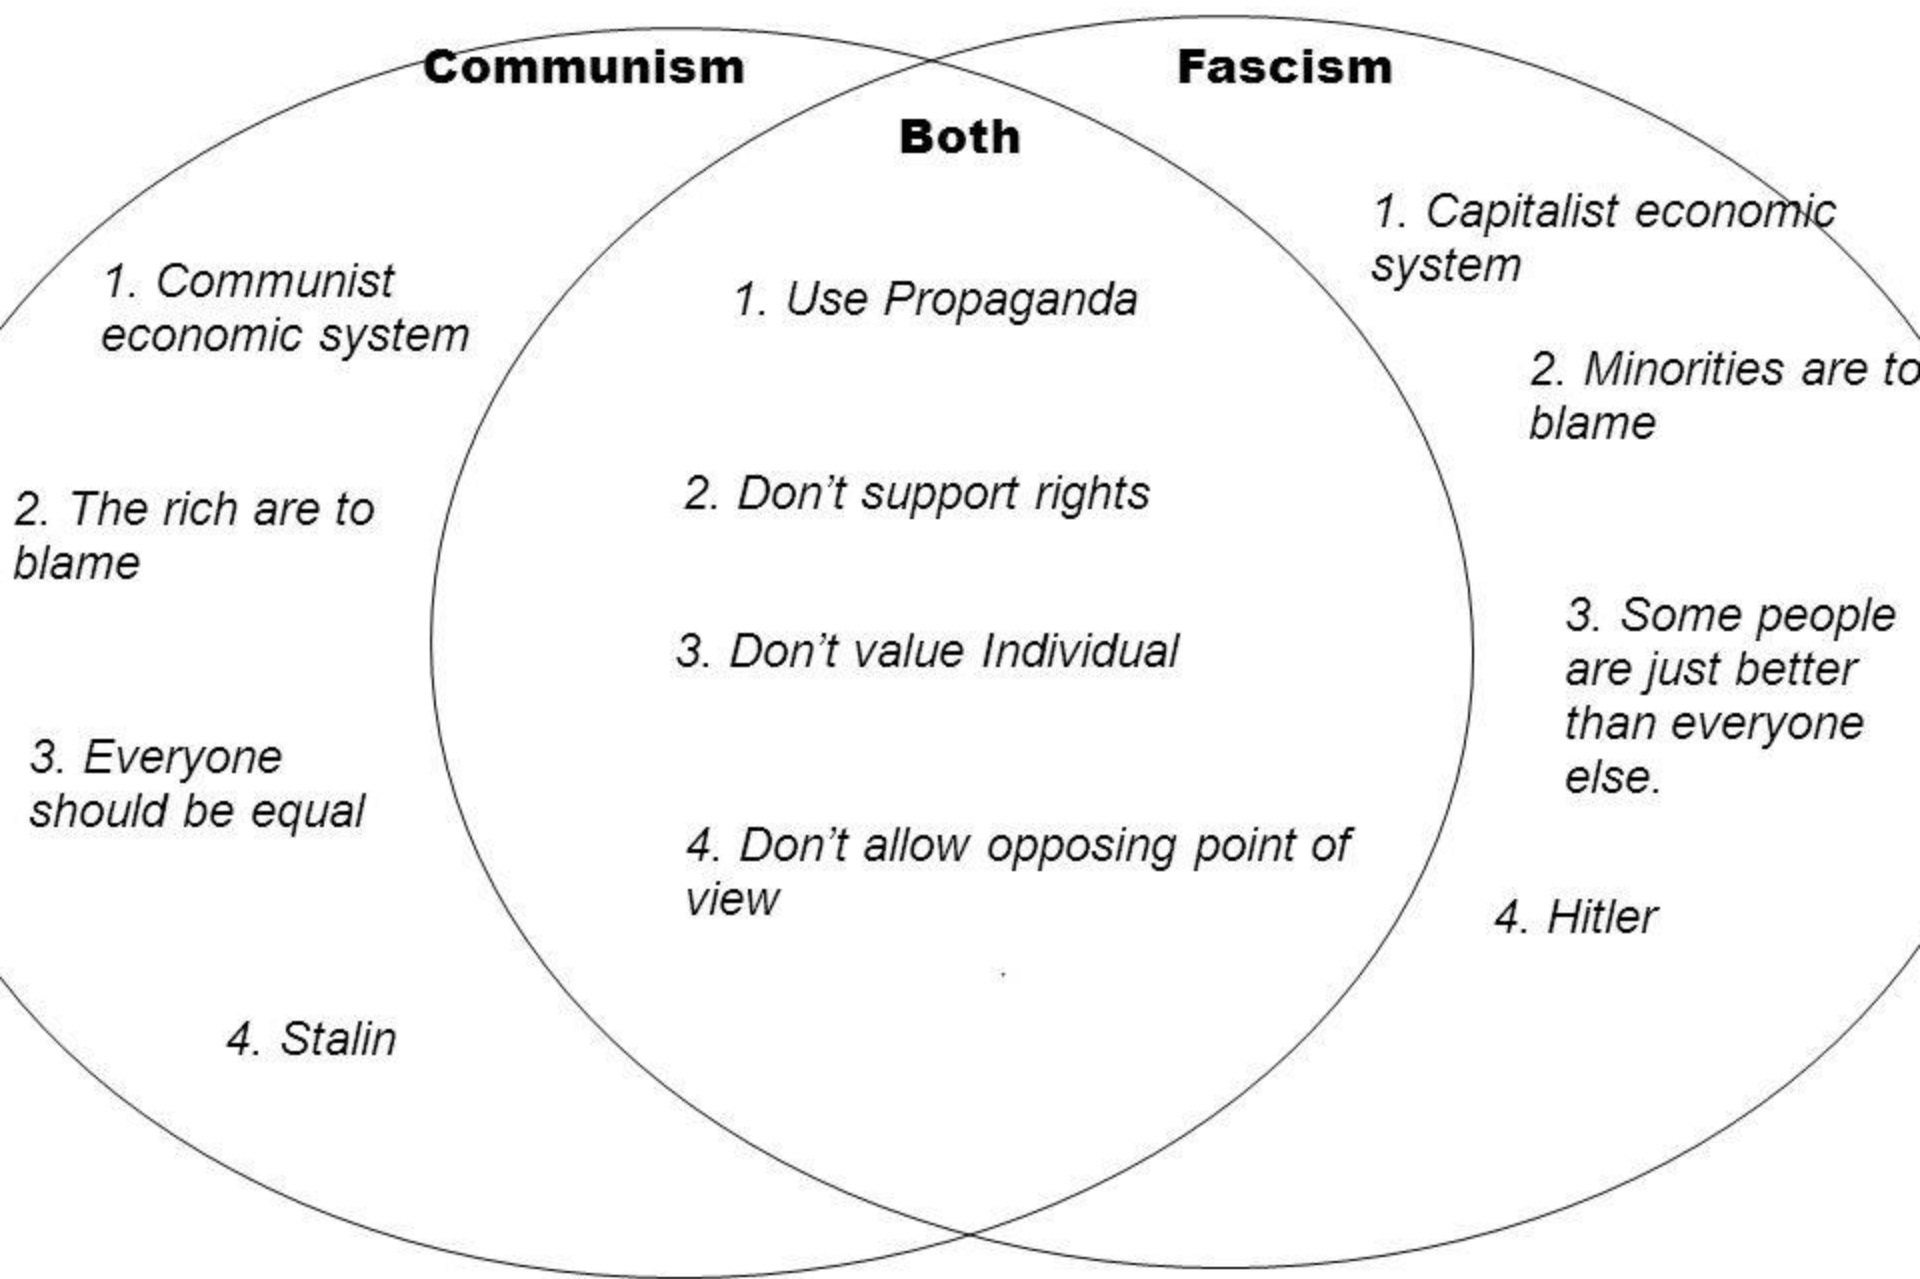 Communism
Fascism
Both
1. Communist
economic system
2. The rich are to
blame
3. Everyone
should be equal
4. Stalin
1. Use Propaganda
2. Don’t support rights
3. Don’t value Individual
4. Don’t allow opposing point of
view
1. Capitalist economic
system
2. Minorities are to
blame
3. Some people
are just better
than everyone
else.
4. Hitler